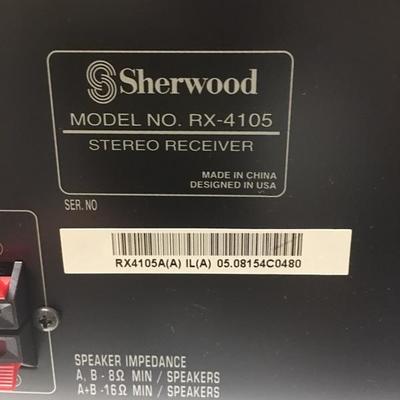 Sherwood
MODEL NO. RX-4105
STEREO RECEIVER
MADE IN CHINA
DESIGNED IN USA
SER. NO
RX4105A(A) IL(A) 05.08154C0480
SPEAKER IMPEDANCE
A, B - 8Ω MIN / SPEAKERS
A+B -16Ω MIN / SPEAKERS